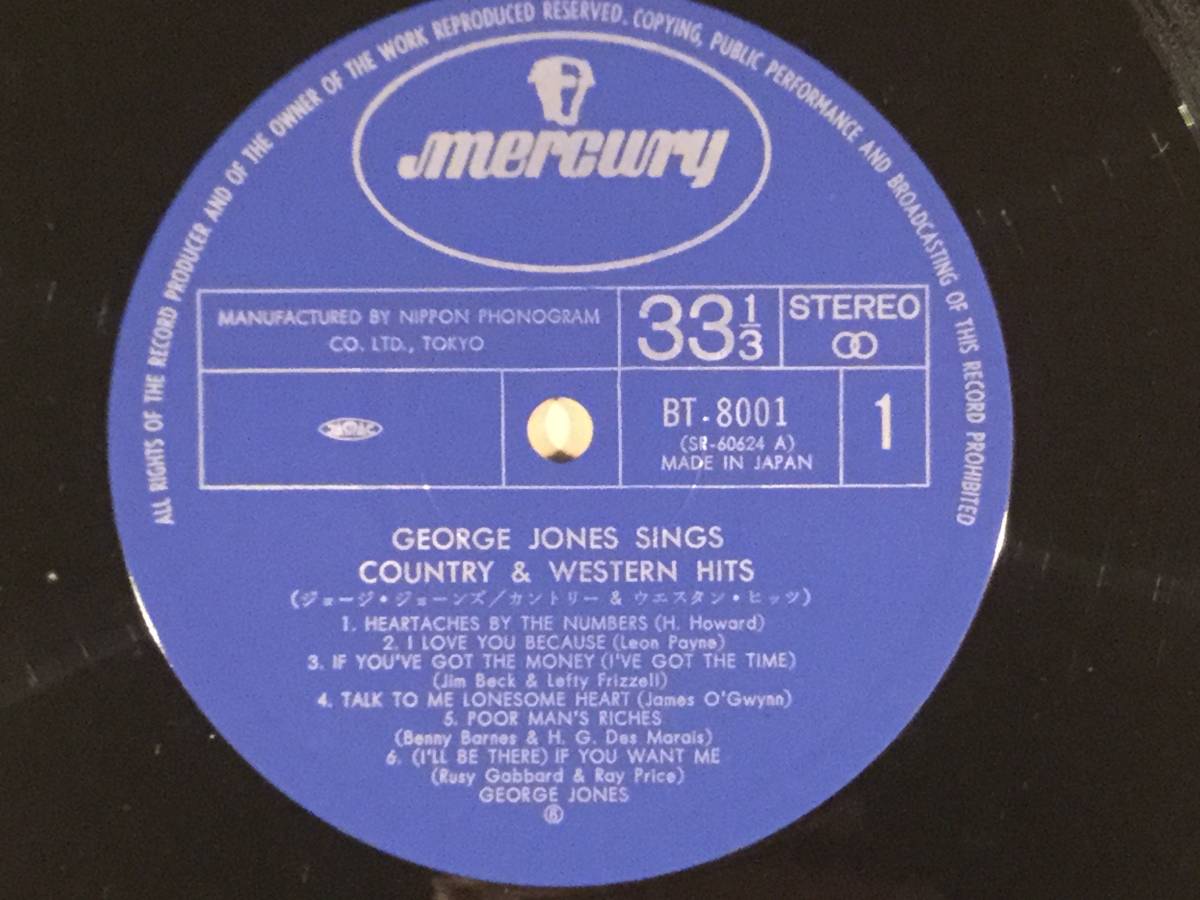 ALL RIGHTS OF THE RECORD PRODUCER AND OF THE OWNER OF THE WORK REPRODUCED RESERVED. COPYING, PUBLIC PERFORMANCE AND BROADCASTING OF THIS RECORD PROHIBITED
mercury
MANUFACTURED BY NIPPON PHONOGRAM
CO. LTD., TOKYO
33 1/3
STEREO
BT-8001
(SR-60624 A)
MADE IN JAPAN
1
GEORGE JONES SINGS
COUNTRY & WESTERN HITS
(ジョージ・ジョーンズ/カントリー & ウエスタン・ヒッツ)
1. HEARTACHES BY THE NUMBERS (H. Howard)
2. I LOVE YOU BECAUSE (Leon Payne)
3. IF YOU'VE GOT THE MONEY (I'VE GOT THE TIME)
(Jim Beck & Lefty Frizzell)
4. TALK TO ME LONESOME HEART (James O'Gwynn)
5. POOR MAN'S RICHES
(Benny Barnes & H. G. Des Marais)
6. (I'LL BE THERE) IF YOU WANT ME
(Rusy Gabbard & Ray Price)
GEORGE JONES